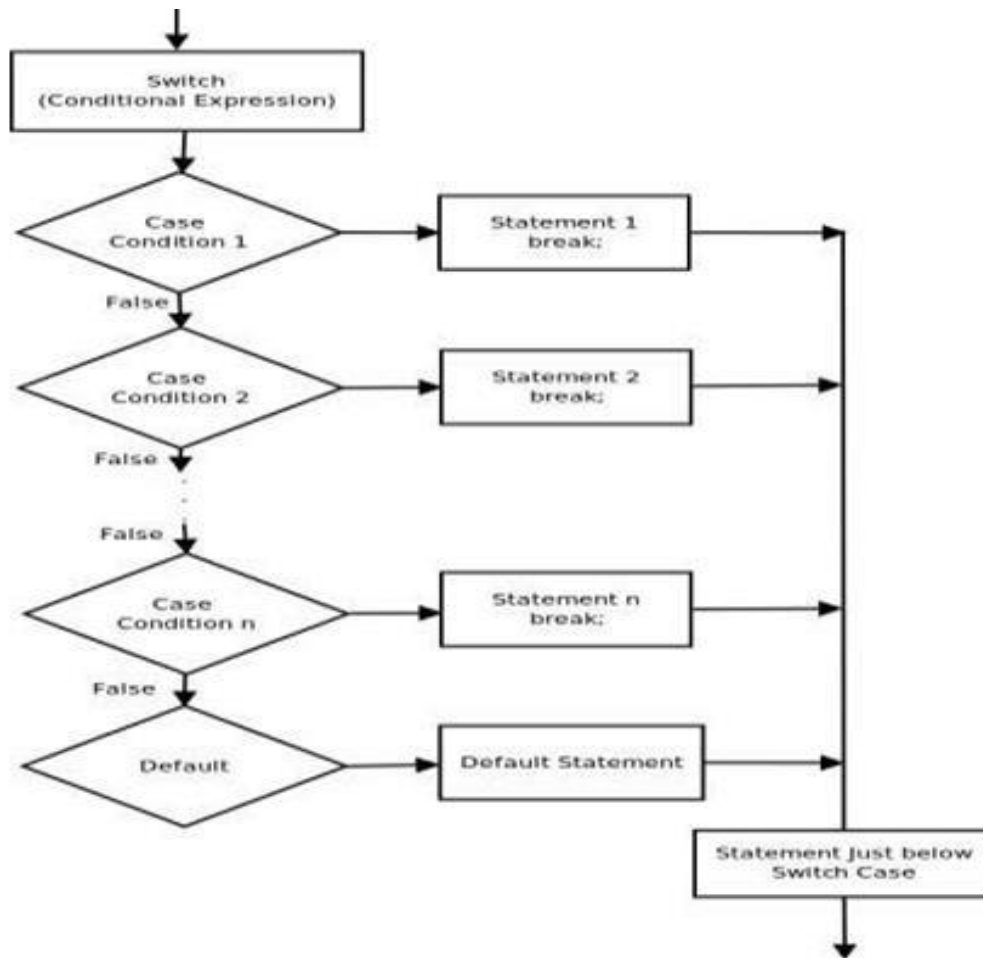 Switch
(Conditional Expression)
Case
Condition 1
Statement 1
break;
False
Case
Condition 2
Statement 2
break;
False
False
Case
Condition n
Statement n
break;
False
Default
Default Statement
Statement Just below
Switch Case